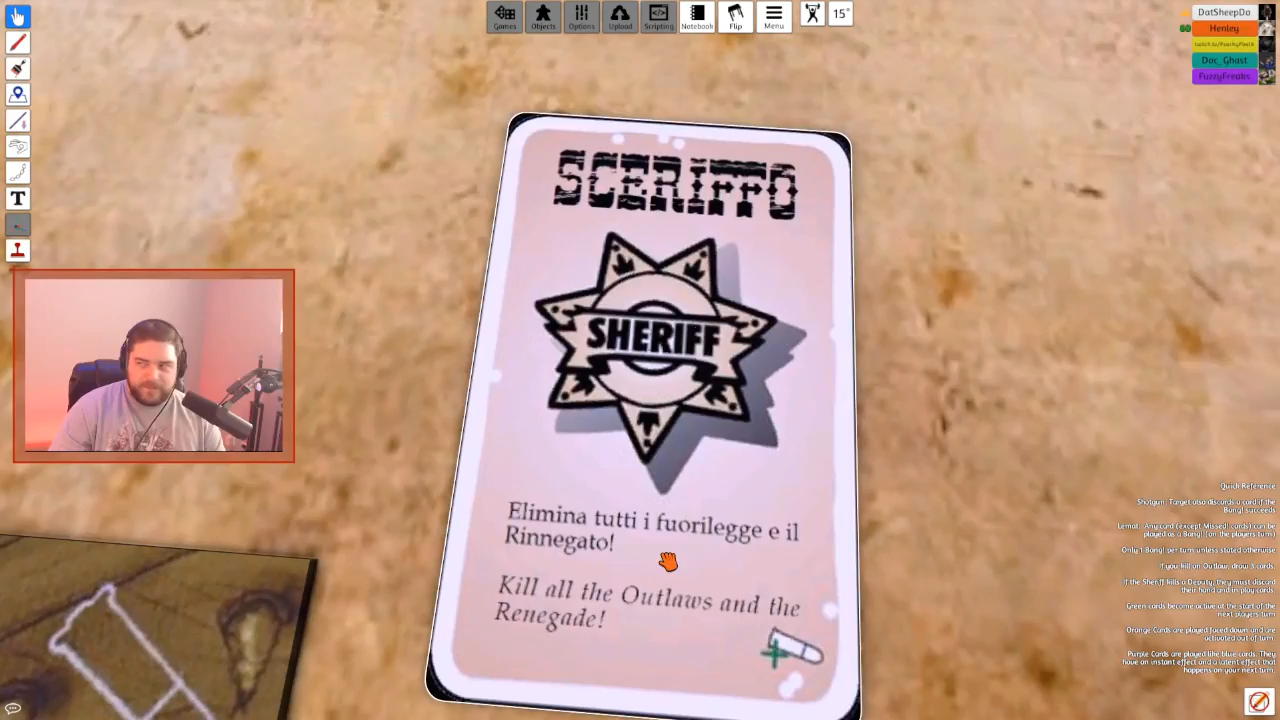 Games
Objects
Options
Upload
Scripting
Notebook
Flip
Menu
15°
DatSheepDo
Henley
Doc_Ghast
FuzzyFreaks
T
SCERIFFO
SHERIFF
Elimina tutti i fuorilegge e il
Rinnegato!
Kill all the Outlaws and the
Renegade!
Quick Reference
Shotgun: Target also discards a card if the
Bang! succeeds
Lemat: Any card (except Missed! cards) can be
played as a Bang! (on the players turn)
Only 1 Bang! per turn unless stated otherwise
If you kill an Outlaw, draw 3 cards.
If the Sheriff kills a Deputy, they must discard
their hand and in play cards.
Green cards become active at the start of the
next players turn
Orange Cards are played faced down and are
activated out of turn.
Purple Cards are played like blue cards. They
have an instant effect and a latent effect that
happens on your next turn.